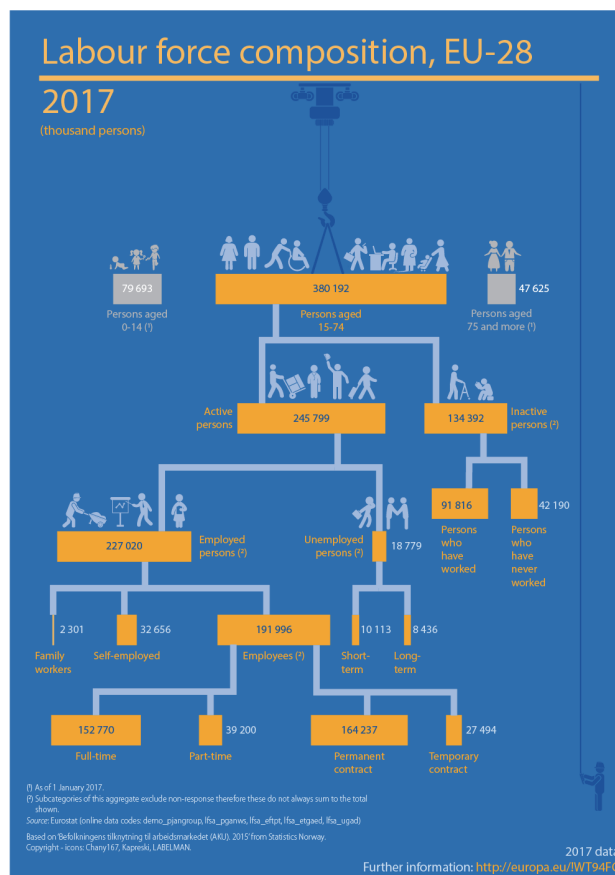 Labour force composition, EU-28
2017
(thousand persons)
79 693
380 192
47 625
Persons aged
0-14 (¹)
Persons aged
15-74
Persons aged
75 and more (¹)
Active
persons
245 799
134 392
Inactive
persons (²)
227 020
Employed
persons (²)
Unemployed
persons (²)
18 779
91 816
42 190
Persons
who
have
worked
Persons
who
have
never
worked
2 301
32 656
191 996
10 113
8 436
Family
workers
Self-employed
Employees (²)
Short-
term
Long-
term
152 770
39 200
164 237
27 494
Full-time
Part-time
Permanent
contract
Temporary
contract
(¹) As of 1 January 2017.
(²) Subcategories of this aggregate exclude non-response therefore these do not always sum to the total
shown.
Source: Eurostat (online data codes: demo_pjangroup, lfsa_pganws, lfsa_eftpt, lfsa_etgaed, lfsa_ugad)
Based on 'Befolkningens tilknytning til arbeidsmarkedet (AKU). 2015' from Statistics Norway.
Copyright - icons: Chany167, Kapreski, LABELMAN.
2017 data
Further information: http://europa.eu/!WT94F